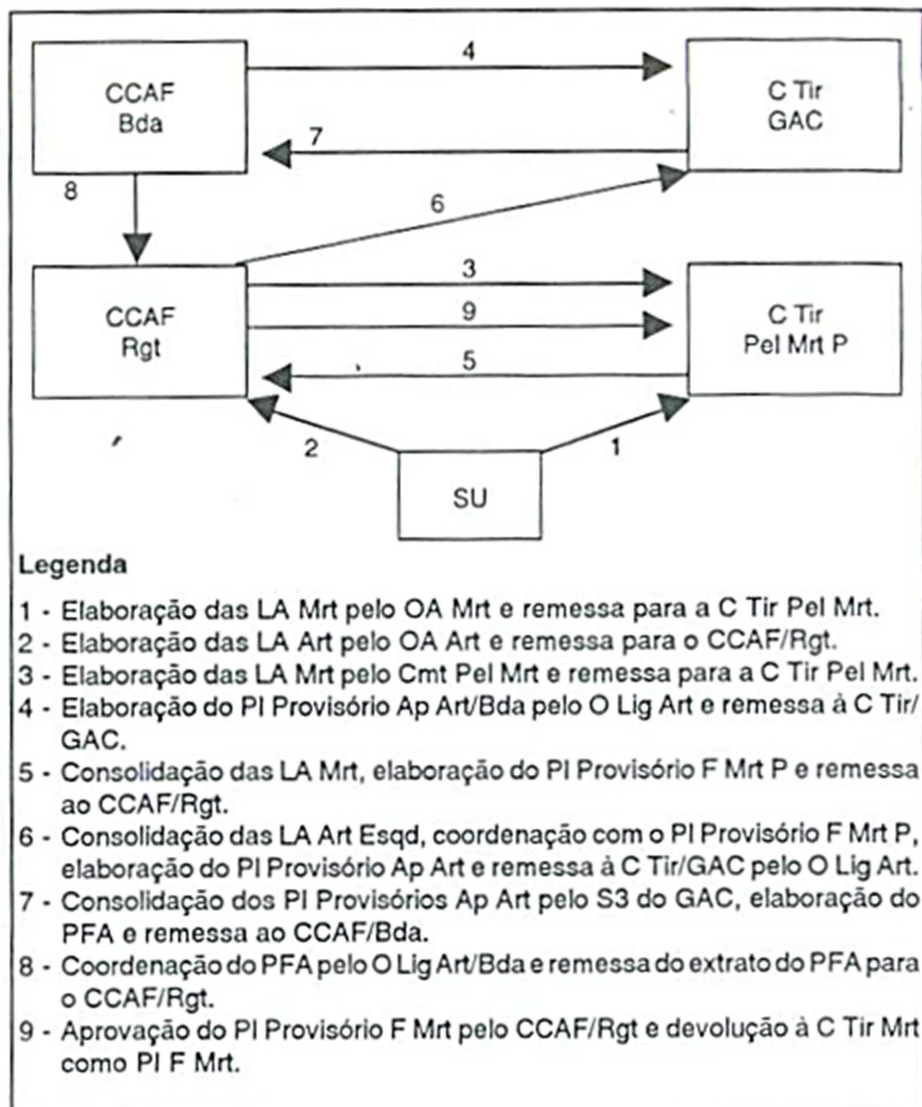 4
CCAF
Bda
C Tir
GAC
7
8
6
3
CCAF
Rgt
9
C Tir
Pel Mrt P
5
2
1
SU
Legenda
1 - Elaboração das LA Mrt pelo OA Mrt e remessa para a C Tir Pel Mrt.
2 - Elaboração das LA Art pelo OA Art e remessa para o CCAF/Rgt.
3 - Elaboração das LA Mrt pelo Cmt Pel Mrt e remessa para a C Tir Pel Mrt.
4 - Elaboração do PI Provisório Ap Art/Bda pelo O Lig Art e remessa à C Tir/
GAC.
5 - Consolidação das LA Mrt, elaboração do PI Provisório F Mrt P e remessa
ao CCAF/Rgt.
6 - Consolidação das LA Art Esqd, coordenação com o PI Provisório F Mrt P,
elaboração do PI Provisório Ap Art e remessa à C Tir/GAC pelo O Lig Art.
7 - Consolidação dos PI Provisórios Ap Art pelo S3 do GAC, elaboração do
PFA e remessa ao CCAF/Bda.
8 - Coordenação do PFA pelo O Lig Art/Bda e remessa do extrato do PFA para
o CCAF/Rgt.
9 - Aprovação do PI Provisório F Mrt pelo CCAF/Rgt e devolução à C Tir Mrt
como PI F Mrt.